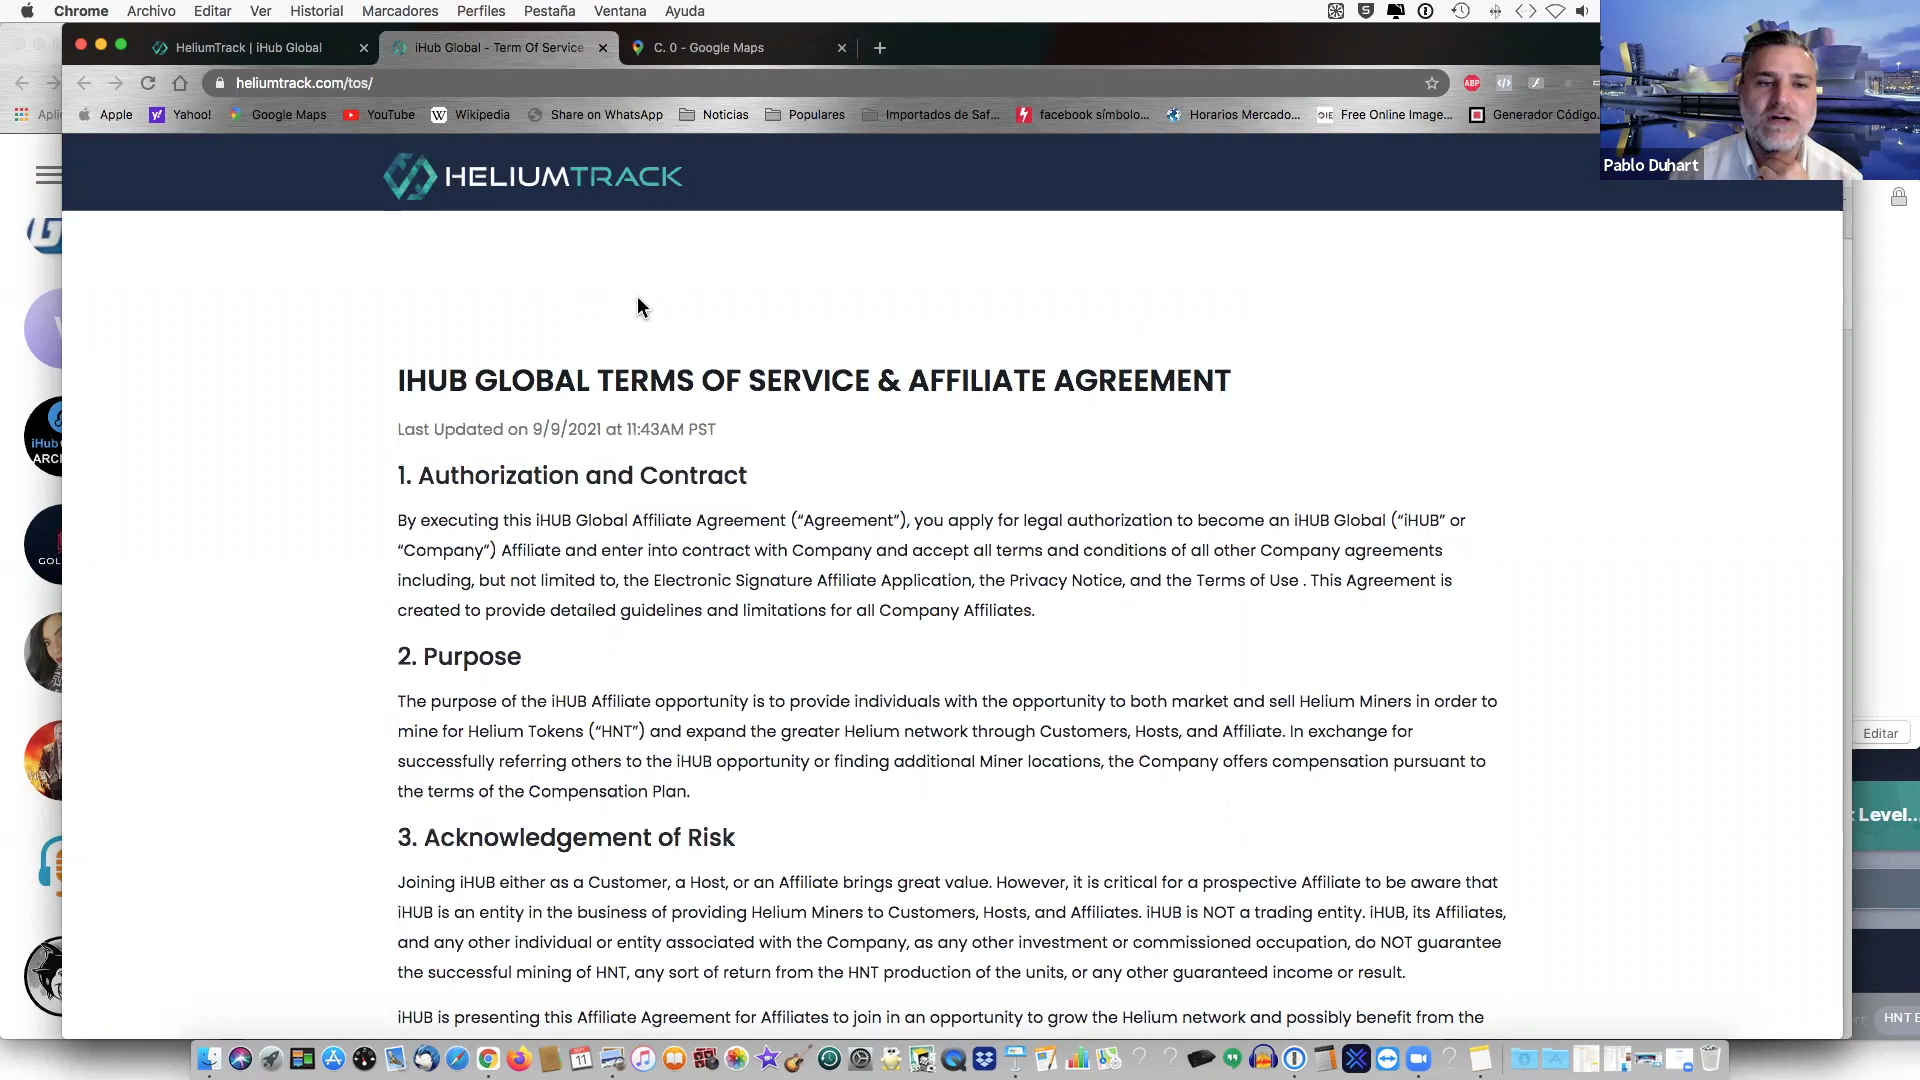 Chrome Archivo Editar Ver Historial Marcadores Perfiles Pestaña Ventana Ayuda
HeliumTrack | iHub Global
iHub Global - Term Of Service
C. 0 - Google Maps
heliumtrack.com/tos/
Apple Yahoo! Google Maps YouTube Wikipedia Share on WhatsApp Noticias Populares Importados de Saf... facebook símbolo... Horarios Mercado... Free Online Image... Generador Código
Pablo Duhart
HELIUMTRACK
IHUB GLOBAL TERMS OF SERVICE & AFFILIATE AGREEMENT
Last Updated on 9/9/2021 at 11:43AM PST
1. Authorization and Contract
By executing this iHUB Global Affiliate Agreement (“Agreement”), you apply for legal authorization to become an iHUB Global (“iHUB” or
“Company”) Affiliate and enter into contract with Company and accept all terms and conditions of all other Company agreements
including, but not limited to, the Electronic Signature Affiliate Application, the Privacy Notice, and the Terms of Use . This Agreement is
created to provide detailed guidelines and limitations for all Company Affiliates.
2. Purpose
The purpose of the iHUB Affiliate opportunity is to provide individuals with the opportunity to both market and sell Helium Miners in order to
mine for Helium Tokens (“HNT”) and expand the greater Helium network through Customers, Hosts, and Affiliate. In exchange for
successfully referring others to the iHUB opportunity or finding additional Miner locations, the Company offers compensation pursuant to
the terms of the Compensation Plan.
3. Acknowledgement of Risk
Joining iHUB either as a Customer, a Host, or an Affiliate brings great value. However, it is critical for a prospective Affiliate to be aware that
iHUB is an entity in the business of providing Helium Miners to Customers, Hosts, and Affiliates. iHUB is NOT a trading entity. iHUB, its Affiliates,
and any other individual or entity associated with the Company, as any other investment or commissioned occupation, do NOT guarantee
the successful mining of HNT, any sort of return from the HNT production of the units, or any other guaranteed income or result.
iHUB is presenting this Affiliate Agreement for Affiliates to join in an opportunity to grow the Helium network and possibly benefit from the
Editar
Level...